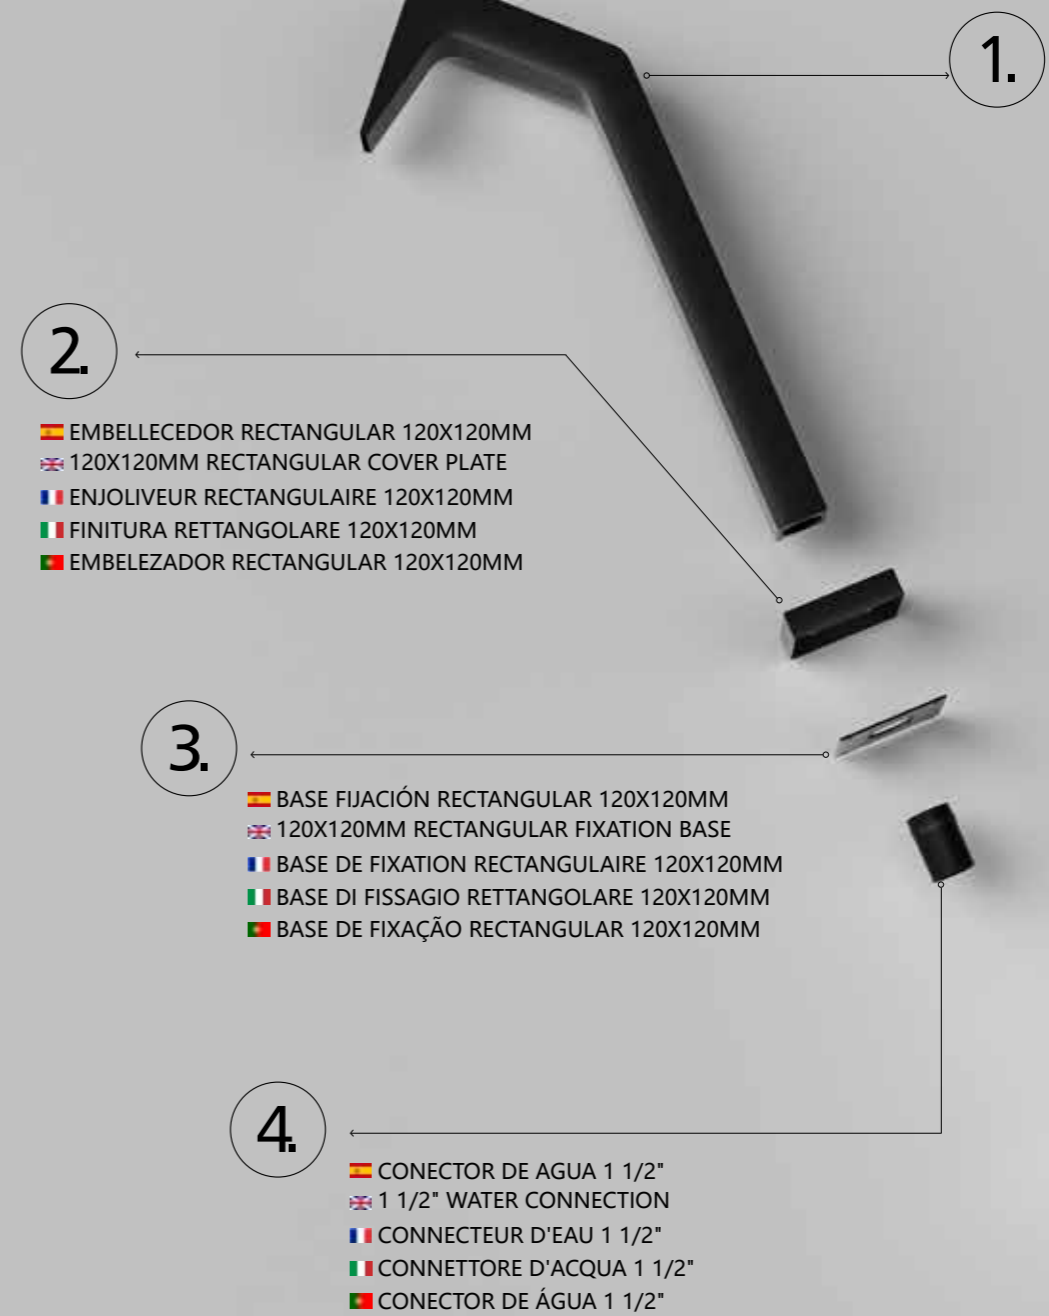 1.
2.
EMBELLECEDOR RECTANGULAR 120X120MM
120X120MM RECTANGULAR COVER PLATE
ENJOLIVEUR RECTANGULAIRE 120X120MM
FINITURA RETTANGOLARE 120X120MM
EMBELEZADOR RECTANGULAR 120X120MM
3.
BASE FIJACIÓN RECTANGULAR 120X120MM
120X120MM RECTANGULAR FIXATION BASE
BASE DE FIXATION RECTANGULAIRE 120X120MM
BASE DI FISSAGIO RETTANGOLARE 120X120MM
BASE DE FIXAÇÃO RECTANGULAR 120X120MM
4.
CONECTOR DE AGUA 1 1/2"
1 1/2" WATER CONNECTION
CONNECTEUR D'EAU 1 1/2"
CONNETTORE D'ACQUA 1 1/2"
CONECTOR DE ÁGUA 1 1/2"